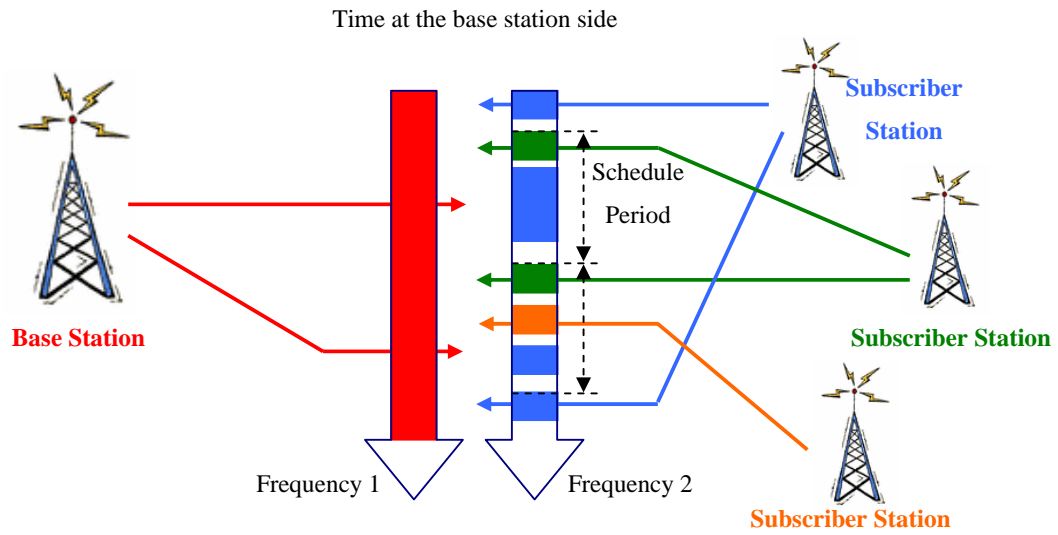 Time at the base station side
Subscriber
Station
Schedule
Period
Base Station
Subscriber Station
Frequency 1
Frequency 2
Subscriber Station